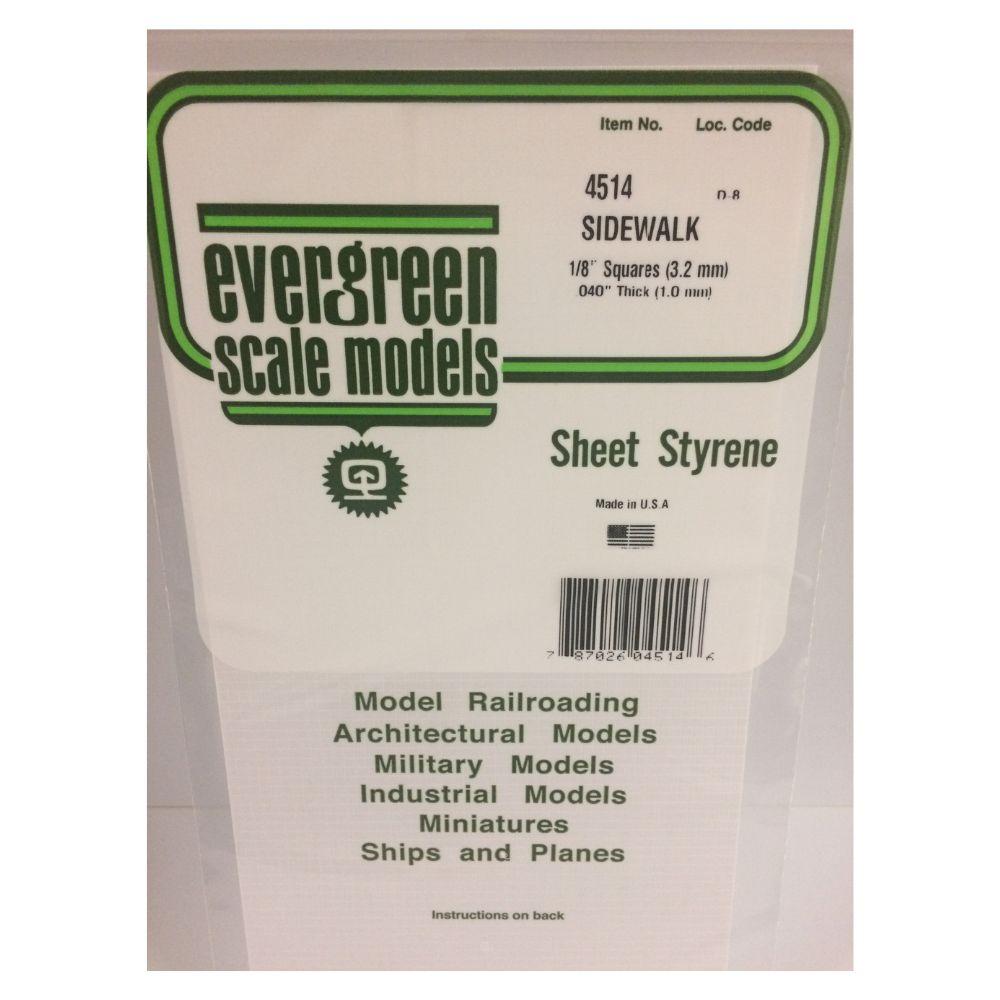 Item No. Loc. Code
4514 D-8
SIDEWALK
1/8" Squares (3.2 mm)
.040" Thick (1.0 mm)
evergreen
scale models
Sheet Styrene
Made in U.S.A
7 87026 04514 6
Model Railroading
Architectural Models
Military Models
Industrial Models
Miniatures
Ships and Planes
Instructions on back